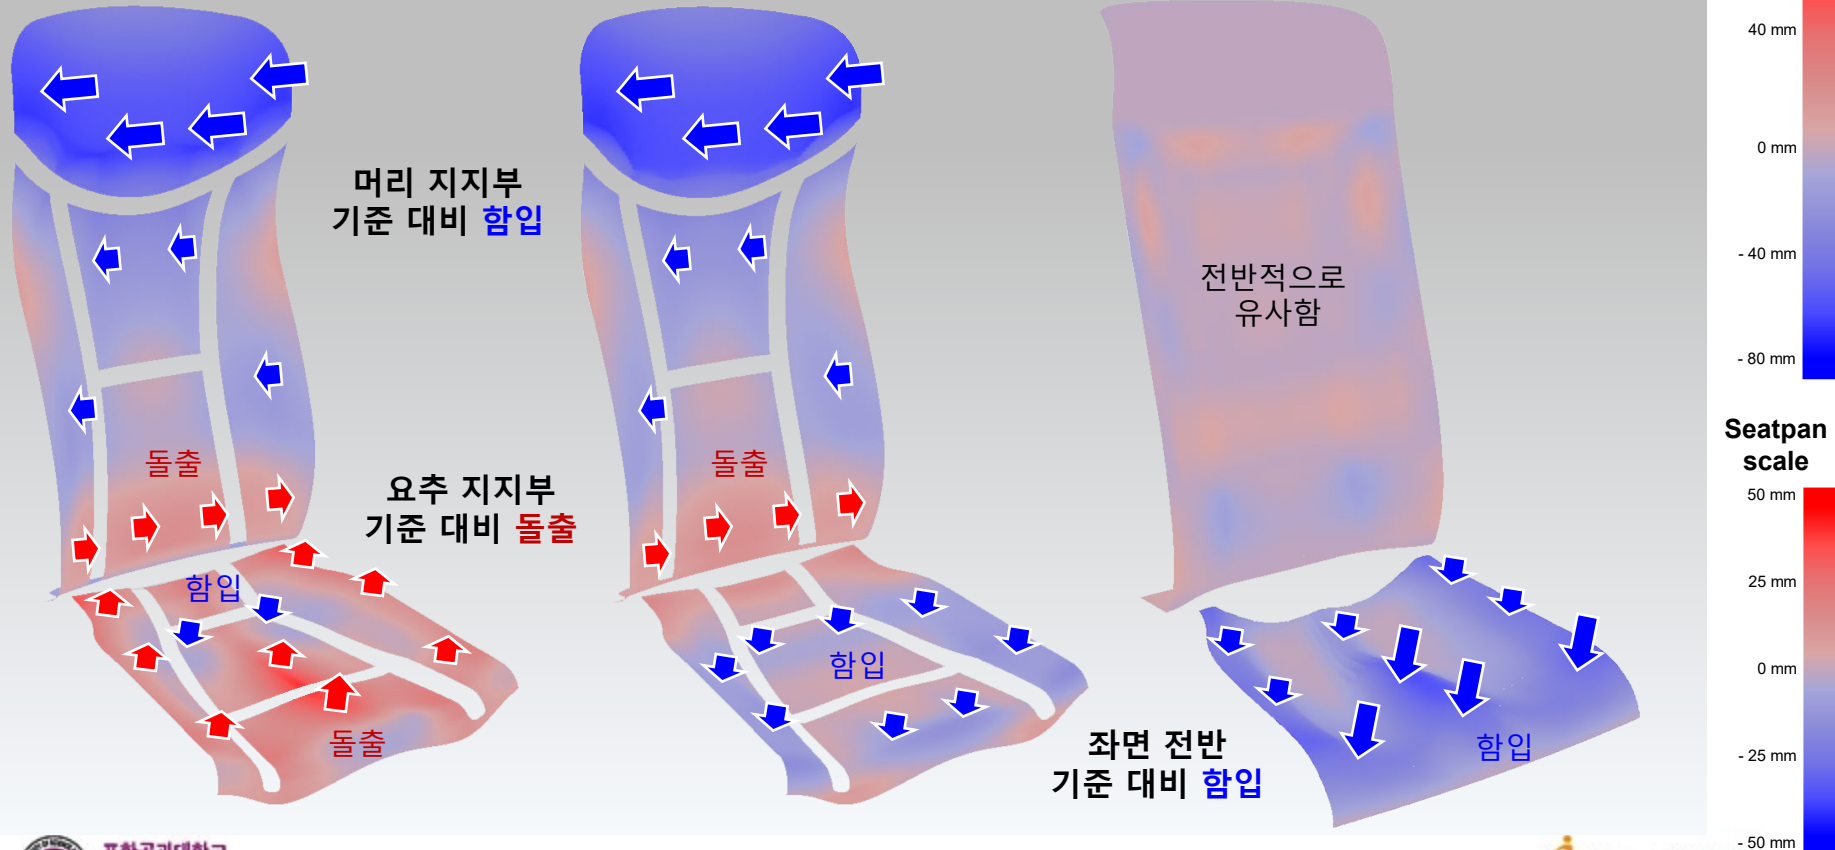 40 mm
0 mm
- 40 mm
- 80 mm
머리 지지부
기준 대비 함입
전반적으로
유사함
돌출
돌출
요추 지지부
기준 대비 돌출
Seatpan
scale
50 mm
25 mm
0 mm
- 25 mm
- 50 mm
함입
함입
돌출
좌면 전반
기준 대비 함입
함입